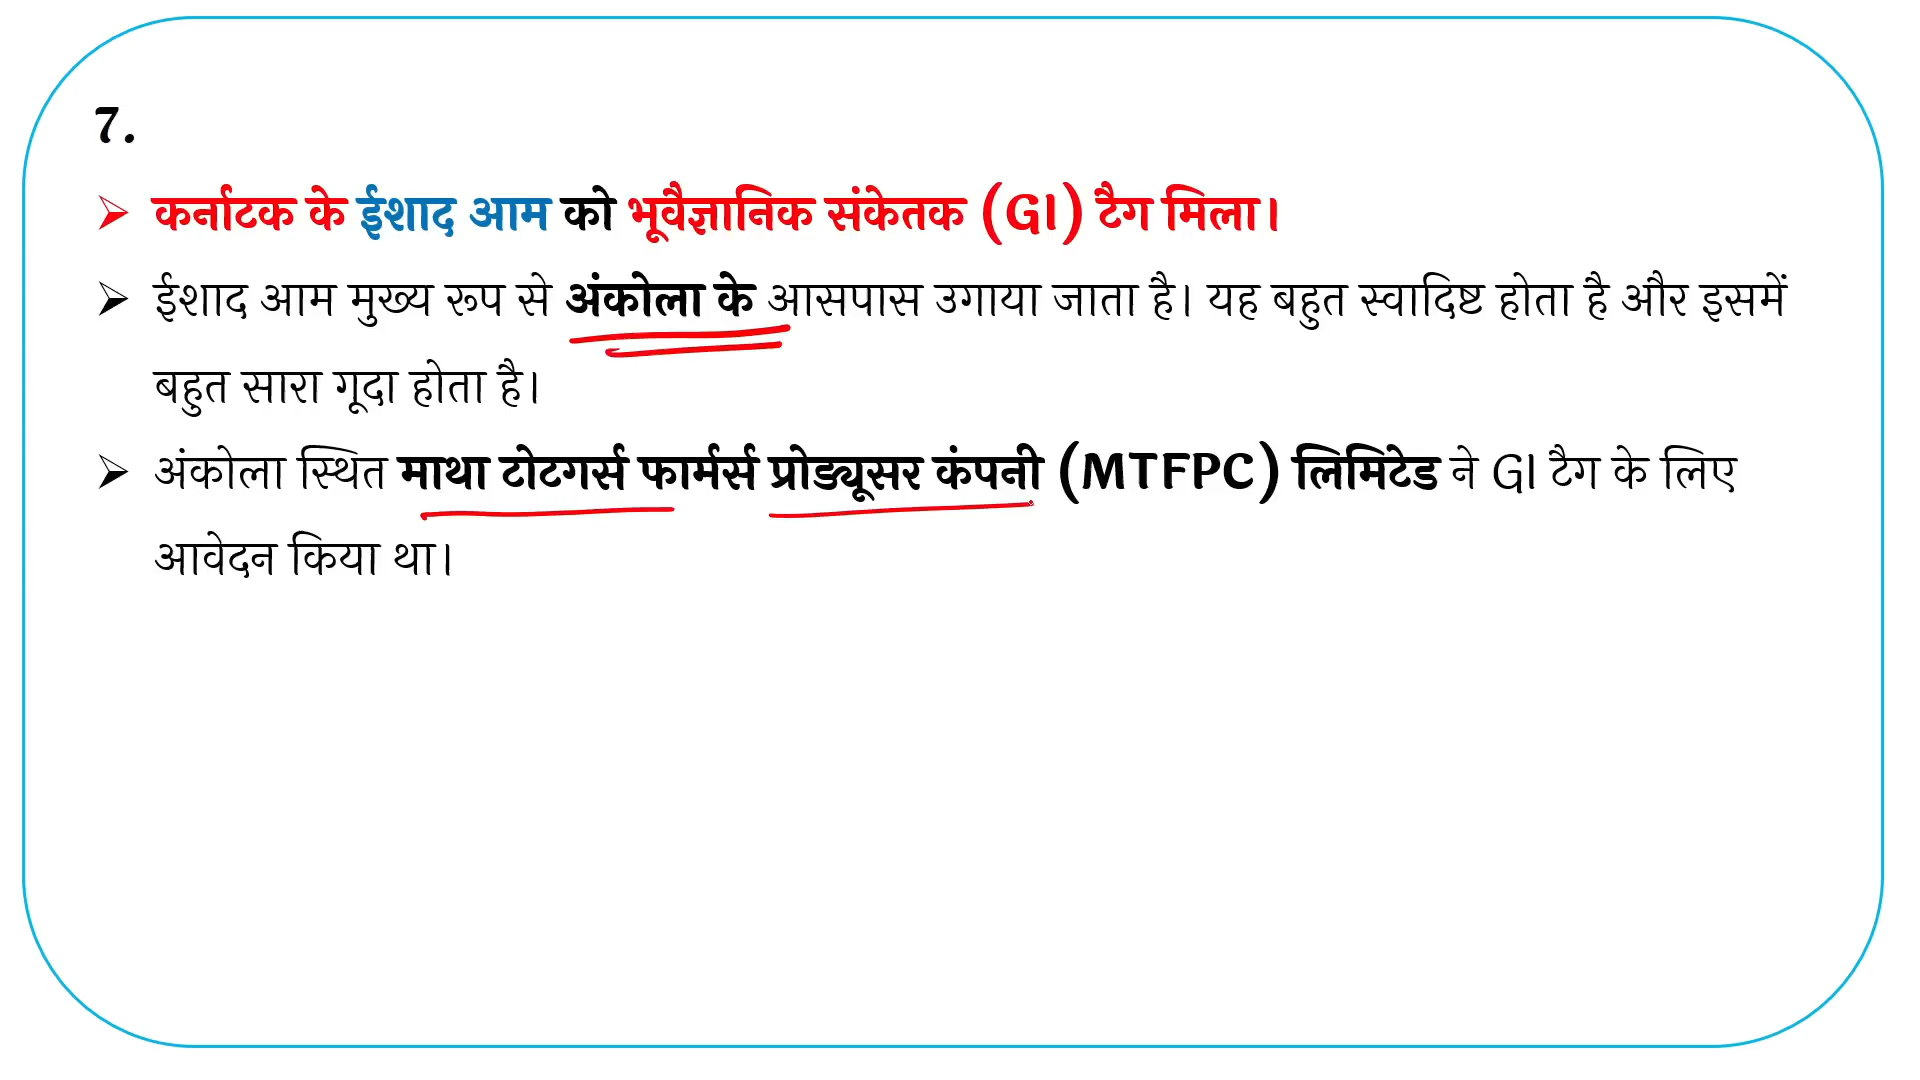 7.
➢ कर्नाटक के ईशाद आम को भूवैज्ञानिक संकेतक (GI) टैग मिला।
➢ ईशाद आम मुख्य रूप से अंकोला के आसपास उगाया जाता है। यह बहुत स्वादिष्ट होता है और इसमें
बहुत सारा गूदा होता है।
➢ अंकोला स्थित माथा टोटगर्स फार्मर्स प्रोड्यूसर कंपनी (MTFPC) लिमिटेड ने GI टैग के लिए
आवेदन किया था।